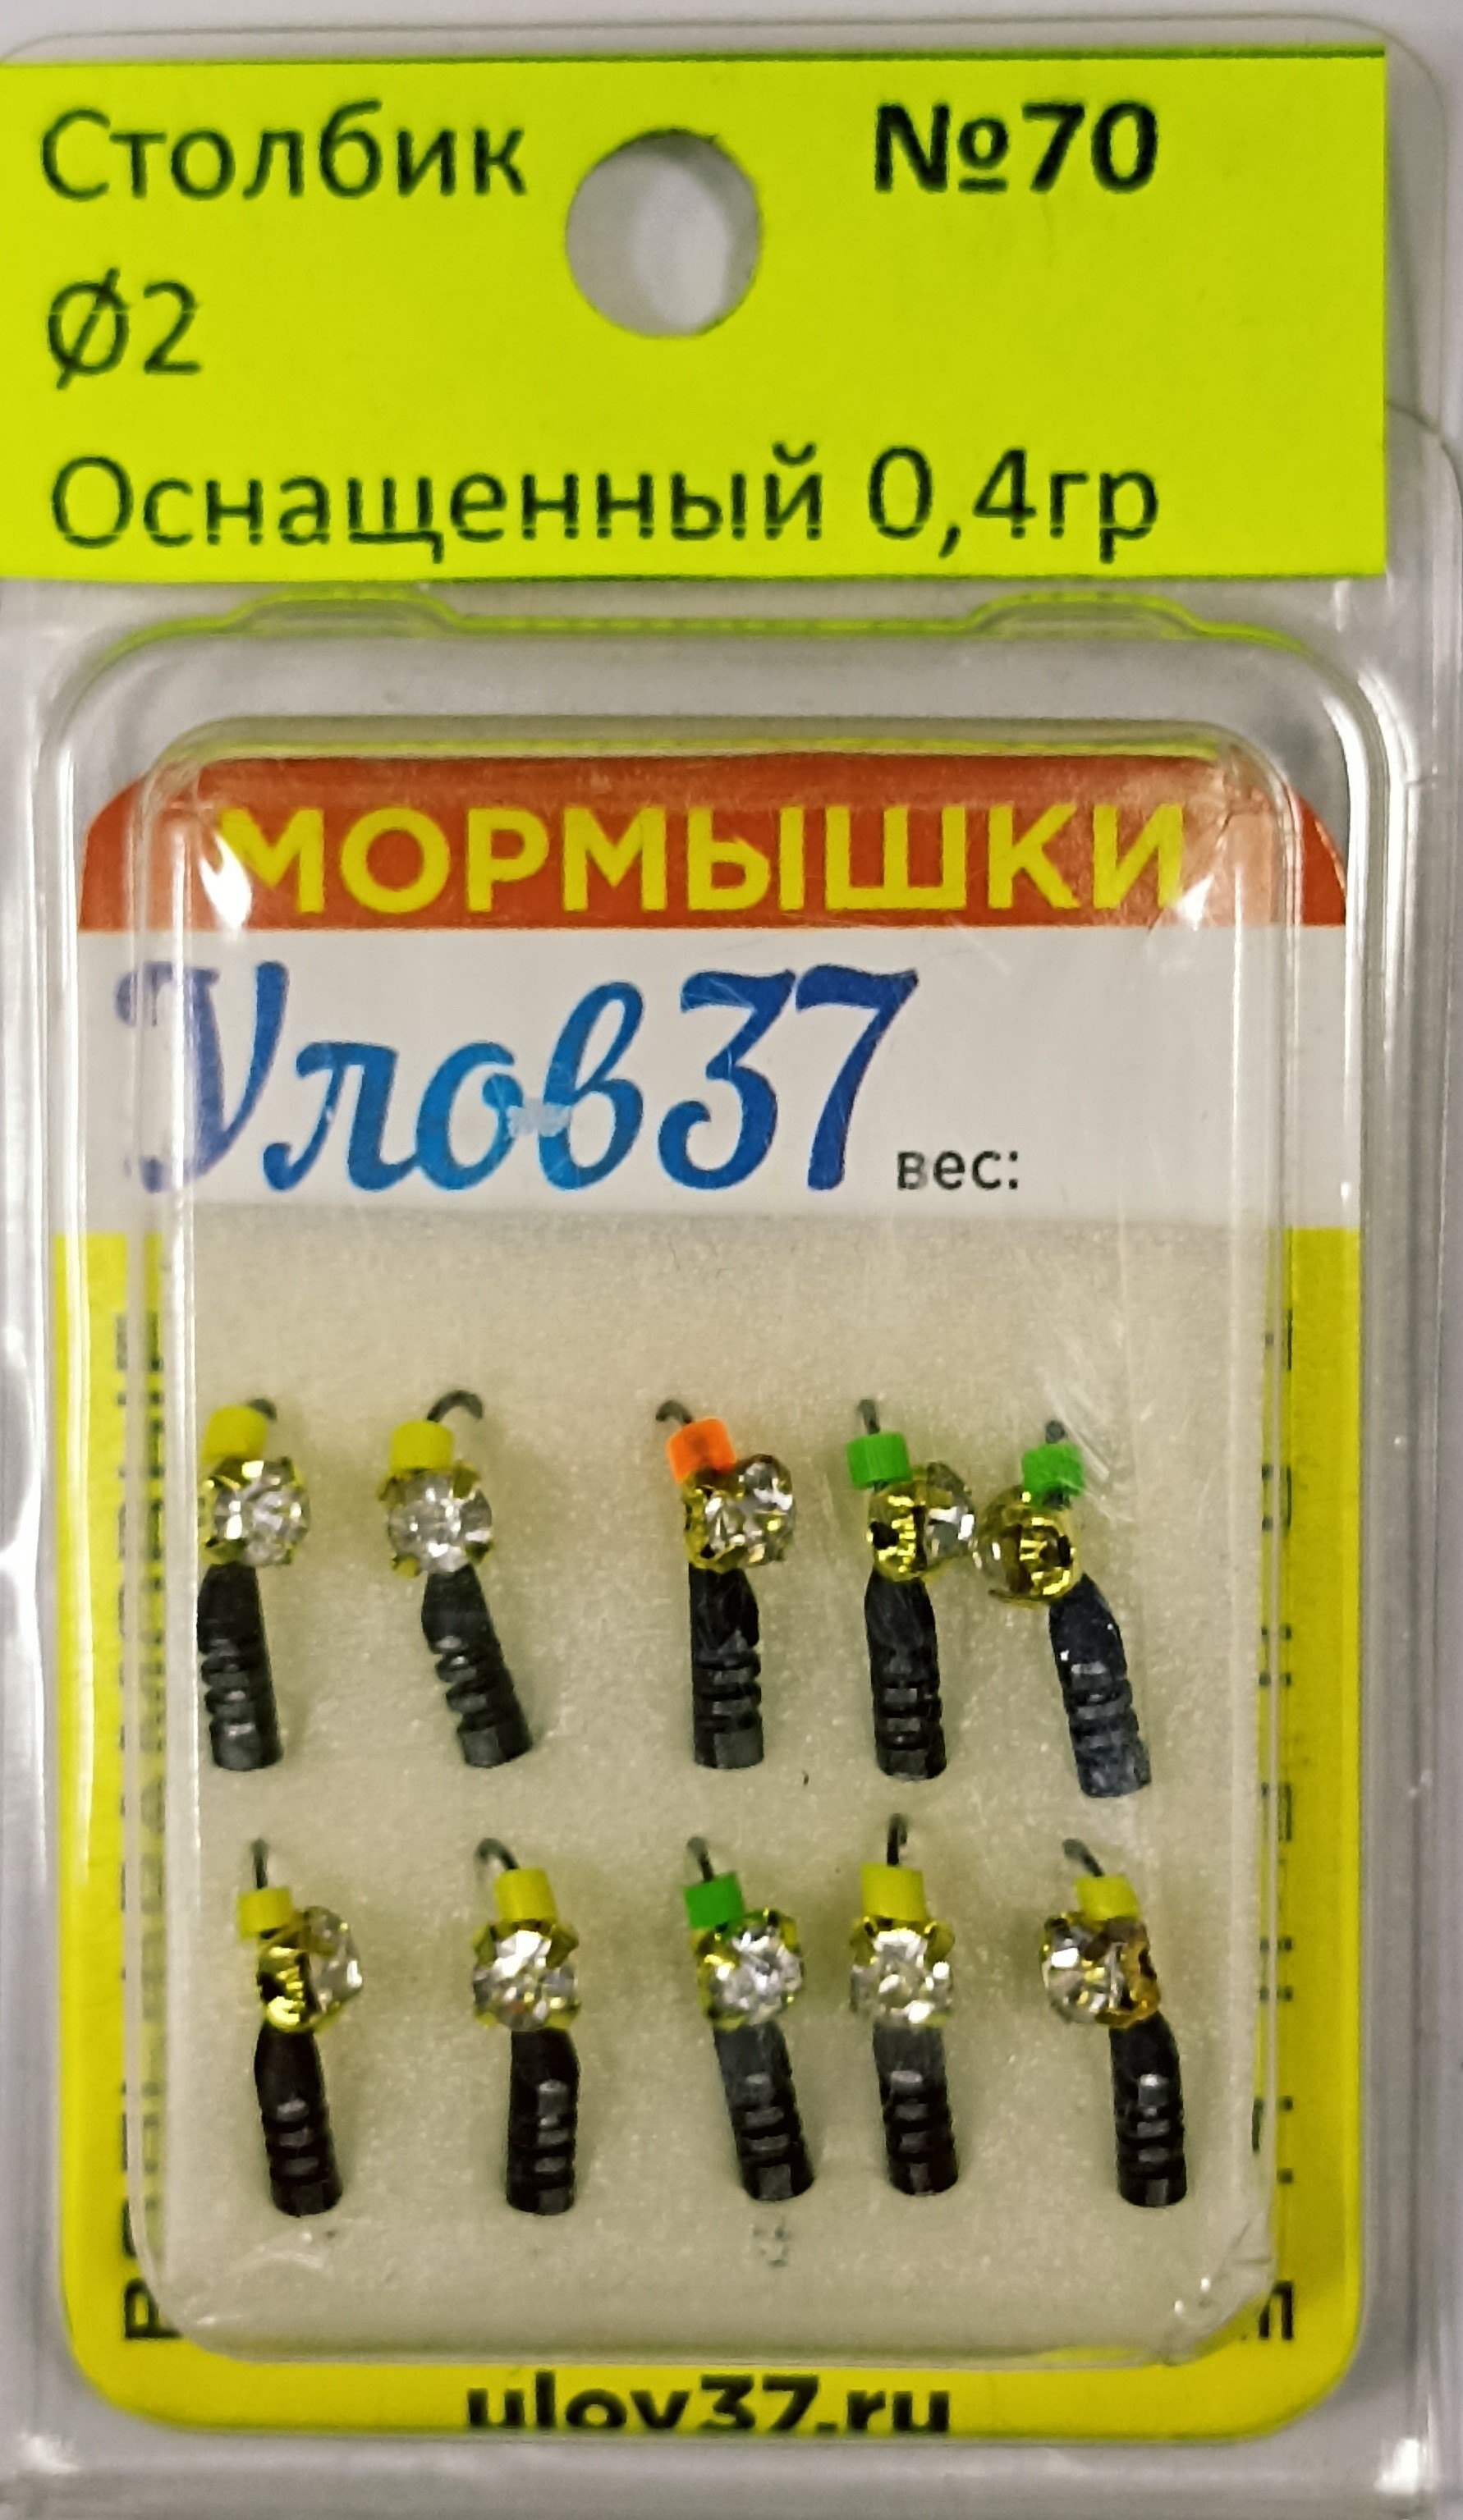 Столбик №70
Ø2
Оснащенный 0,4гр
МОРМЫШКИ
Улов37 вес:
ulov37.ru